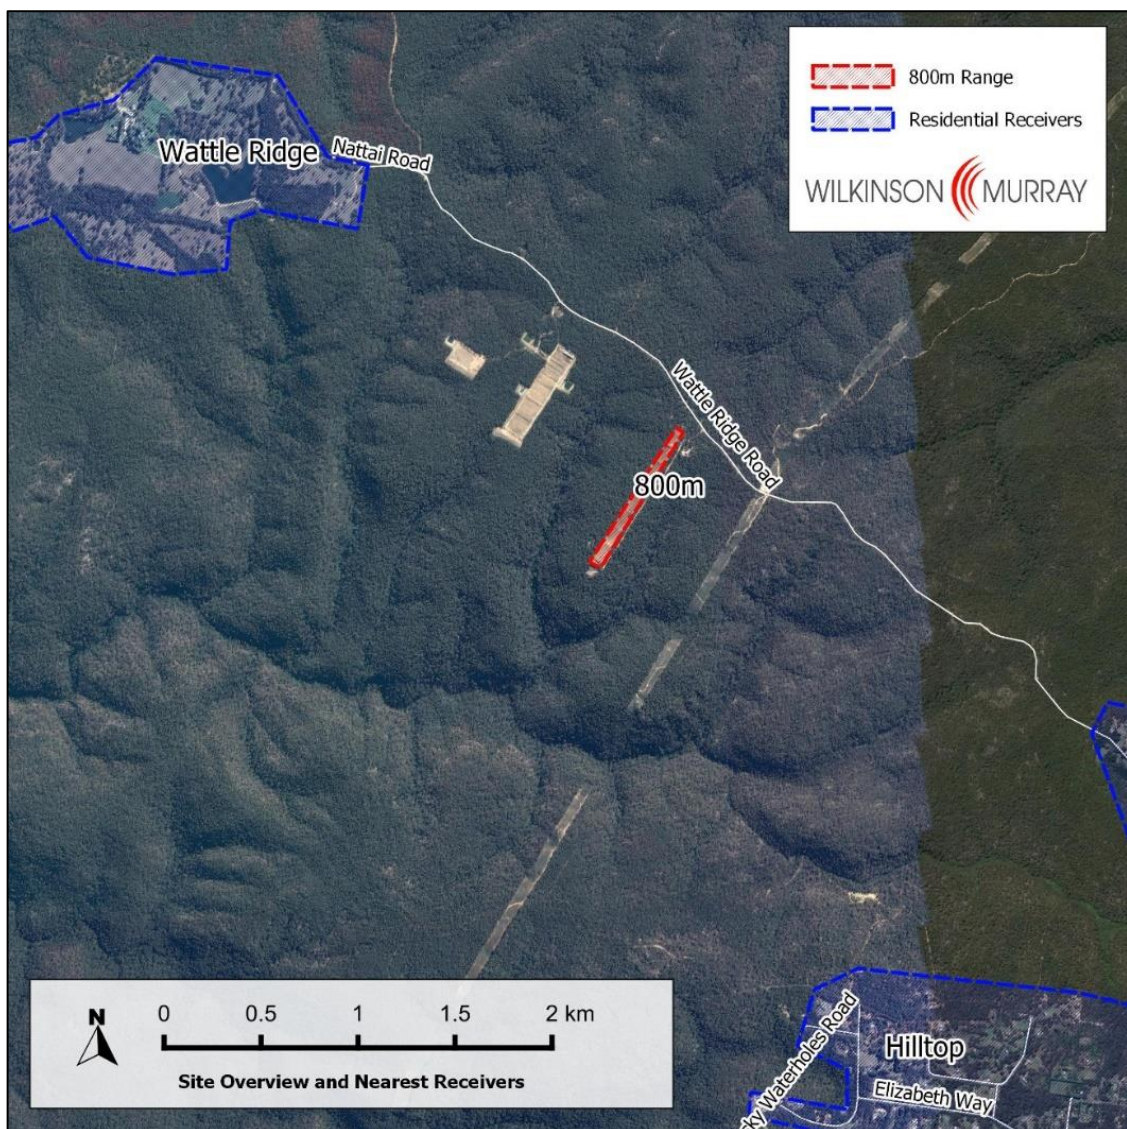 800m Range
Residential Receivers
WILKINSON MURRAY
Wattle Ridge
Nattai Road
Wattle Ridge Road
800m
N
0 0.5 1 1.5 2 km
Site Overview and Nearest Receivers
ky Waterholes Road
Hilltop
Elizabeth Way